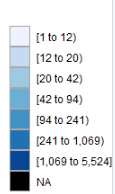 [1 to 12)
[12 to 20)
[20 to 42)
[42 to 94)
[94 to 241)
[241 to 1,069)
[1,069 to 5,524]
NA